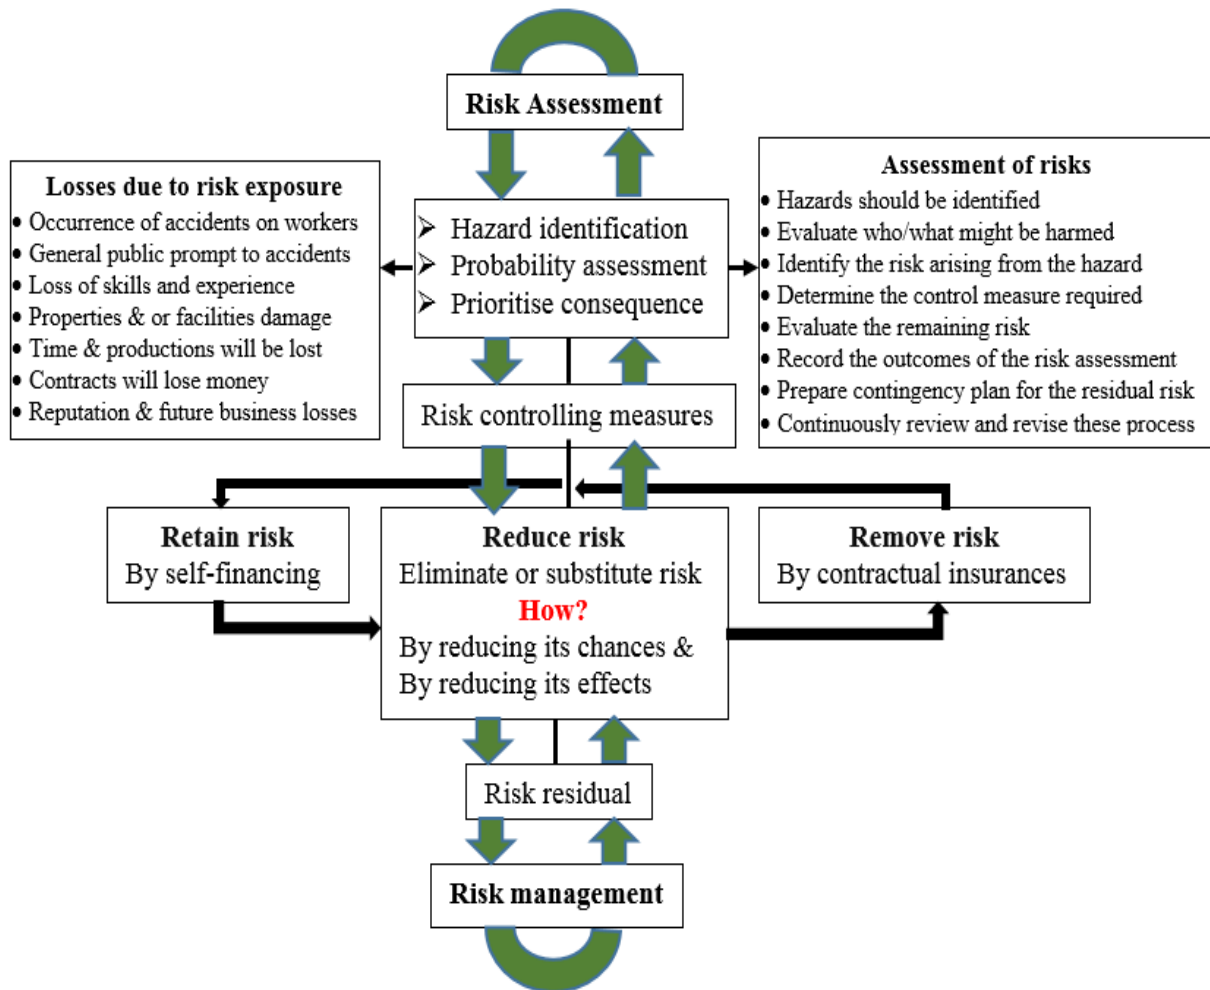 Risk Assessment
Losses due to risk exposure
• Occurrence of accidents on workers
• General public prompt to accidents
• Loss of skills and experience
• Properties & or facilities damage
• Time & productions will be lost
• Contracts will lose money
• Reputation & future business losses
➢ Hazard identification
➢ Probability assessment
➢ Prioritise consequence
Assessment of risks
• Hazards should be identified
• Evaluate who/what might be harmed
• Identify the risk arising from the hazard
• Determine the control measure required
• Evaluate the remaining risk
• Record the outcomes of the risk assessment
• Prepare contingency plan for the residual risk
• Continuously review and revise these process
Risk controlling measures
Retain risk
By self-financing
Reduce risk
Eliminate or substitute risk
How?
By reducing its chances &
By reducing its effects
Remove risk
By contractual insurances
Risk residual
Risk management